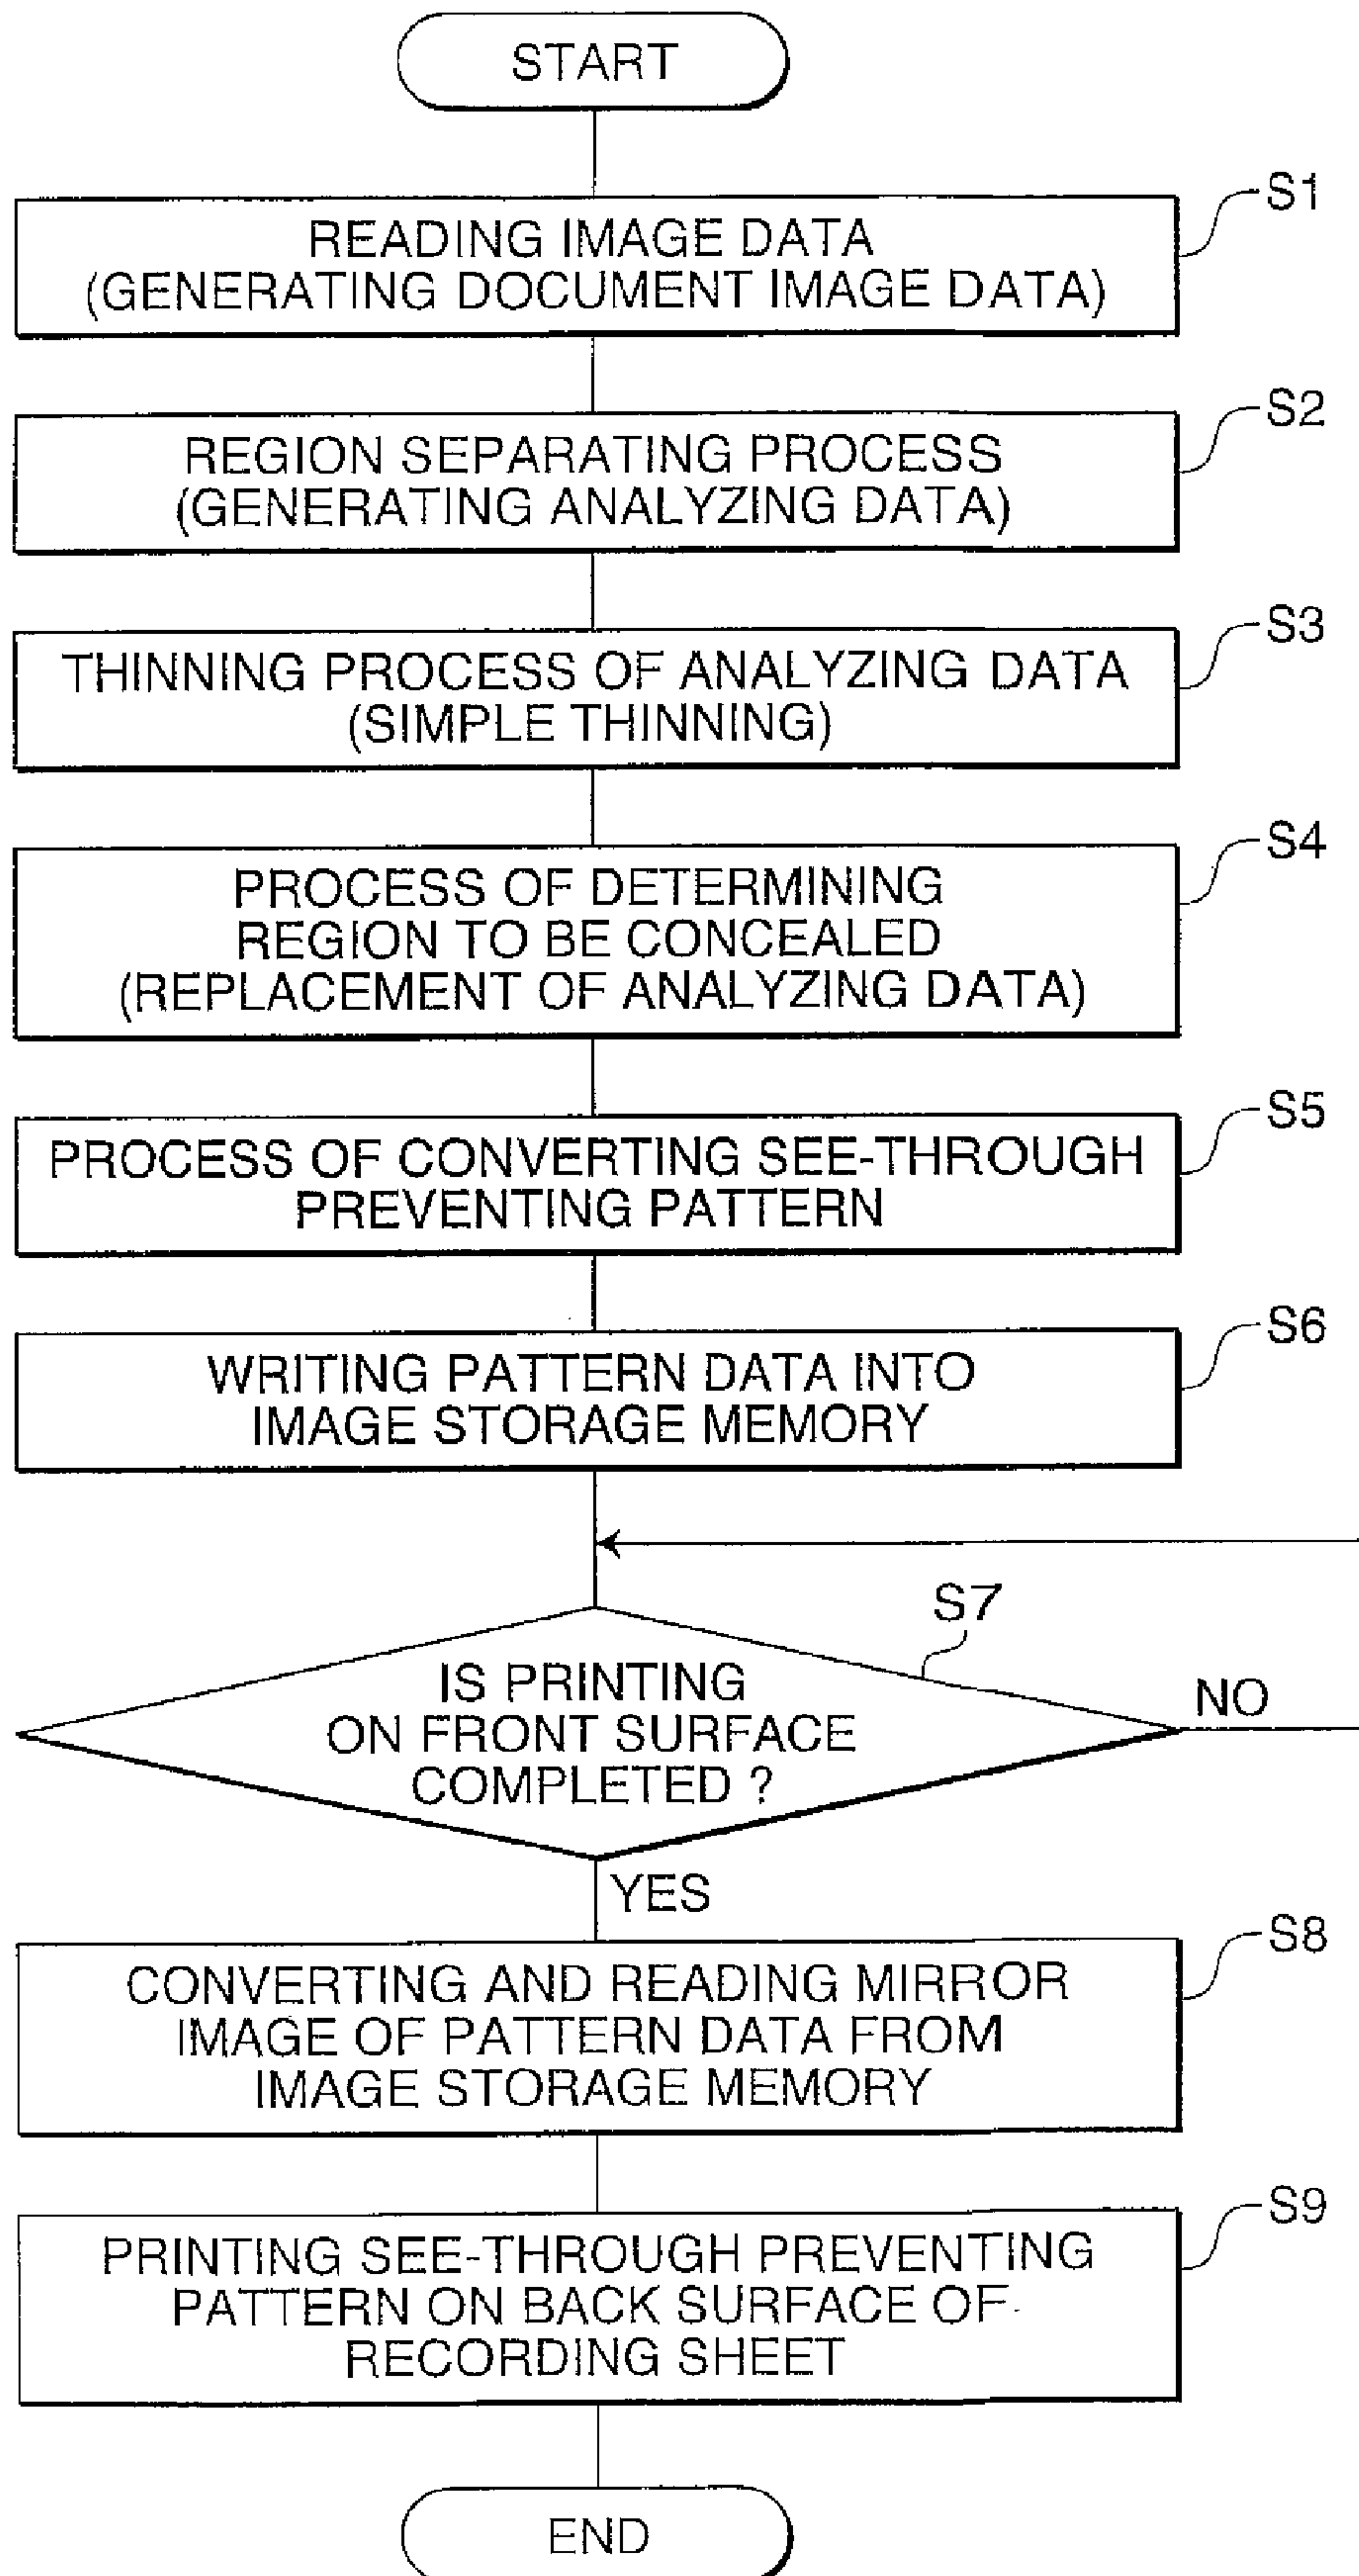 START
S1
READING IMAGE DATA
(GENERATING DOCUMENT IMAGE DATA)
S2
REGION SEPARATING PROCESS
(GENERATING ANALYZING DATA)
S3
THINNING PROCESS OF ANALYZING DATA
(SIMPLE THINNING)
S4
PROCESS OF DETERMINING
REGION TO BE CONCEALED
(REPLACEMENT OF ANALYZING DATA)
S5
PROCESS OF CONVERTING SEE-THROUGH
PREVENTING PATTERN
S6
WRITING PATTERN DATA INTO
IMAGE STORAGE MEMORY
S7
IS PRINTING
ON FRONT SURFACE
COMPLETED ?
NO
YES
S8
CONVERTING AND READING MIRROR
IMAGE OF PATTERN DATA FROM
IMAGE STORAGE MEMORY
S9
PRINTING SEE-THROUGH PREVENTING
PATTERN ON BACK SURFACE OF
RECORDING SHEET
END